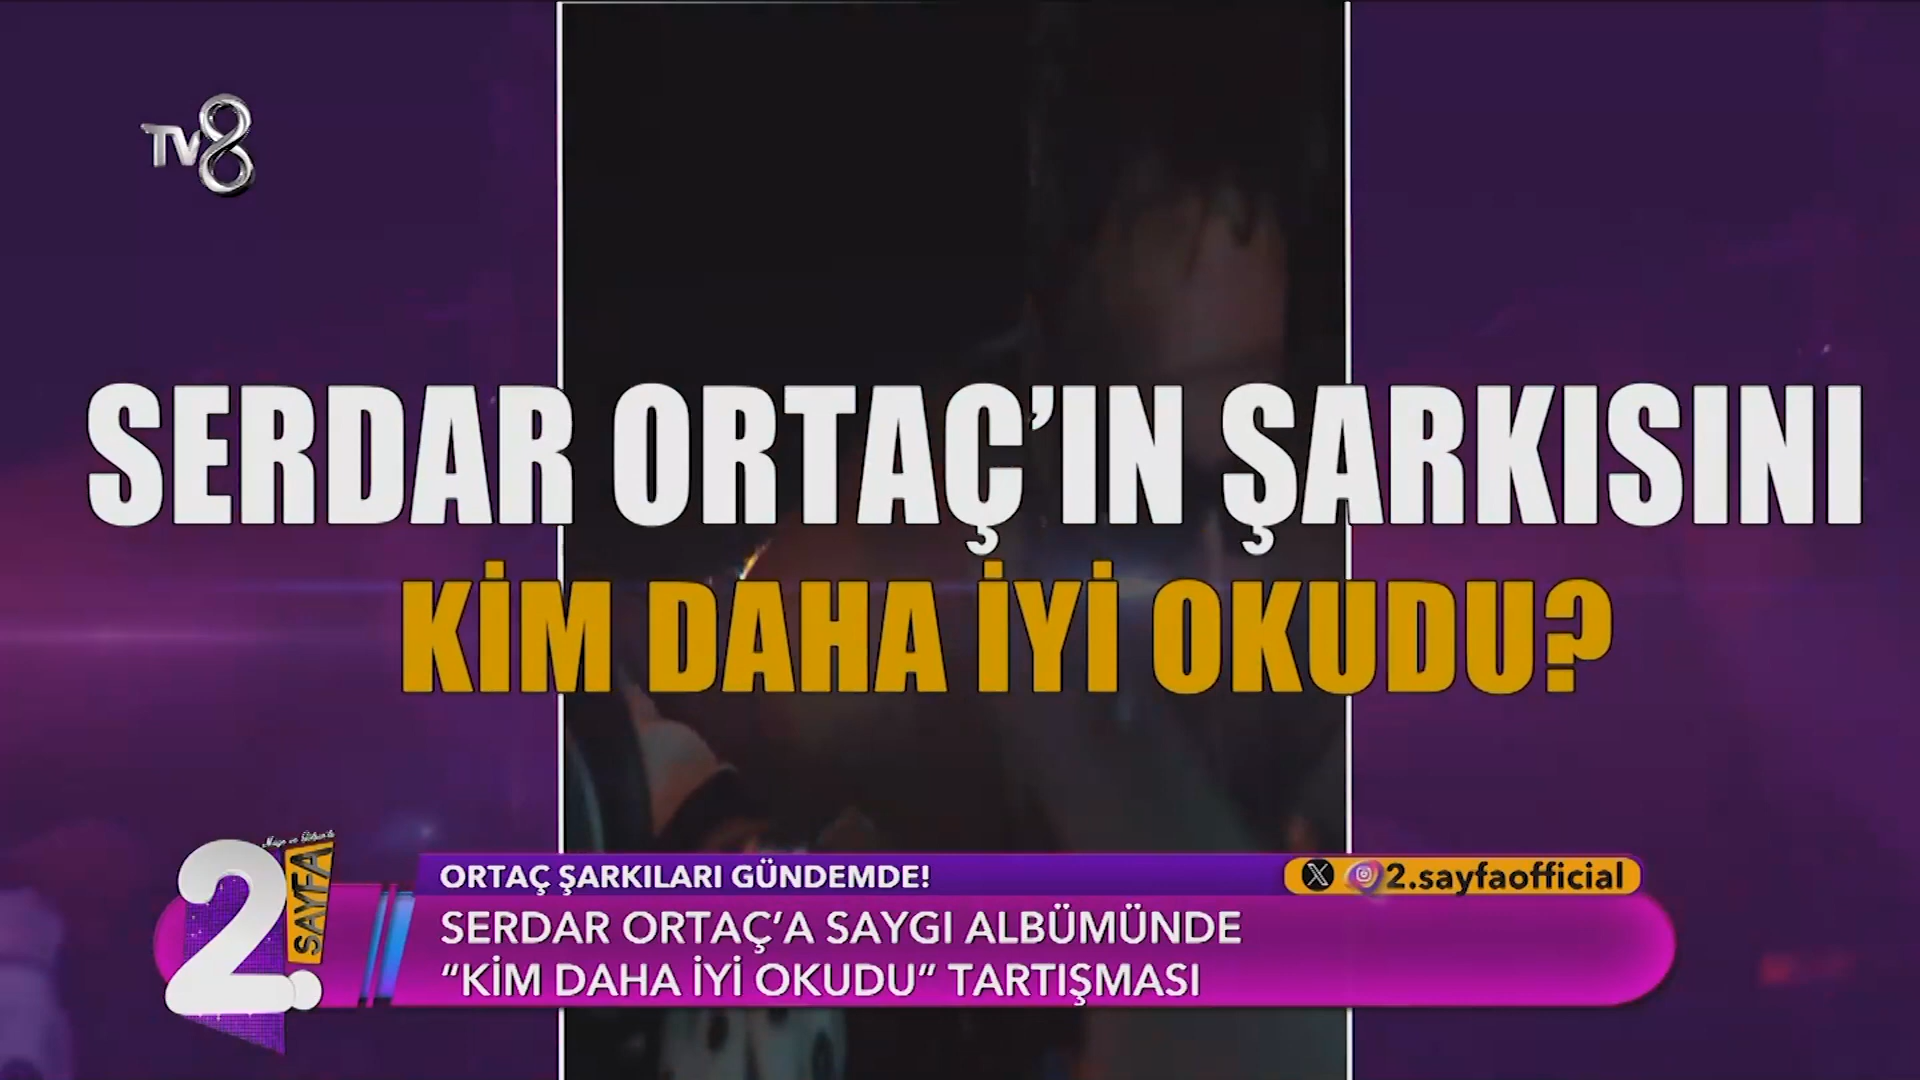 TV8
SERDAR ORTAÇ’IN ŞARKISINI
KİM DAHA İYİ OKUDU?
2. SAYFA
ORTAÇ ŞARKILARI GÜNDEMDE!
2.sayfaofficial
SERDAR ORTAÇ’A SAYGI ALBÜMÜNDE
“KİM DAHA İYİ OKUDU” TARTIŞMASI